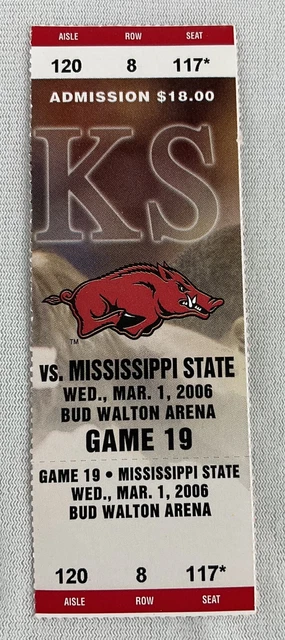 AISLE ROW SEAT
120 8 117*
ADMISSION $18.00
KS
TM
VS. MISSISSIPPI STATE
WED., MAR. 1, 2006
BUD WALTON ARENA
GAME 19
GAME 19 • MISSISSIPPI STATE
WED., MAR. 1, 2006
BUD WALTON ARENA
120 8 117*
AISLE ROW SEAT